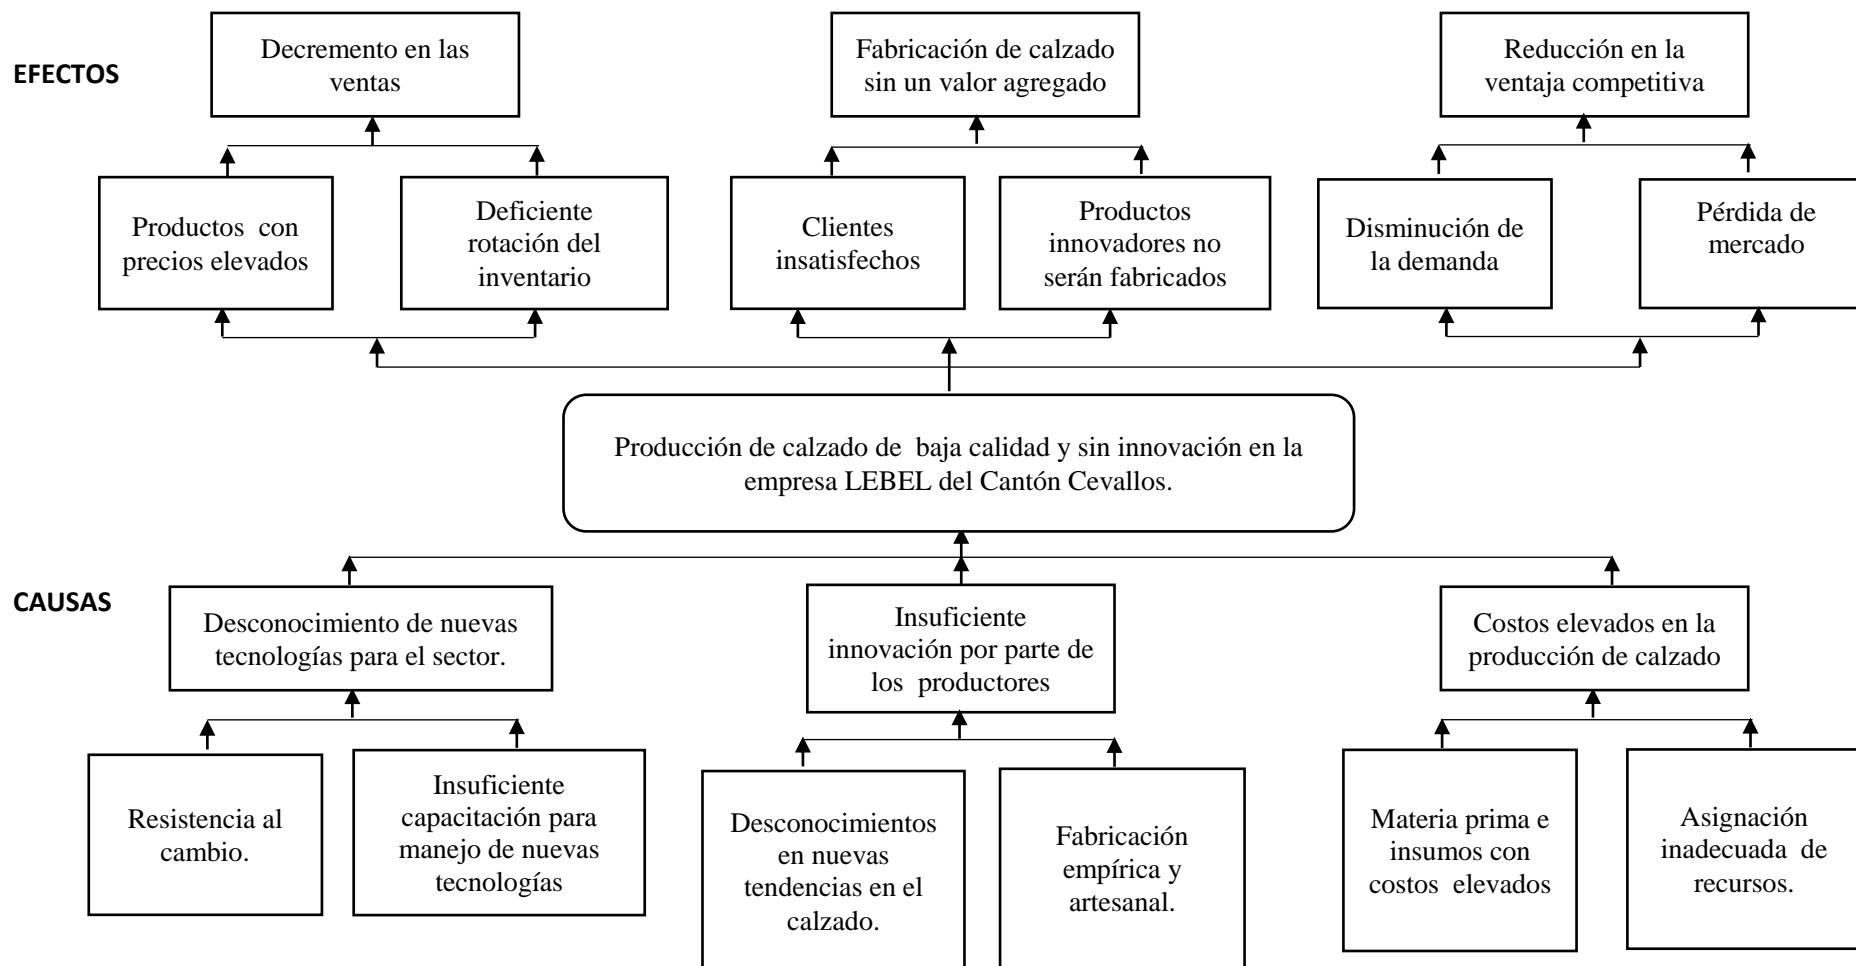 EFECTOS
Decremento en las
ventas
Fabricación de calzado
sin un valor agregado
Reducción en la
ventaja competitiva
Productos con
precios elevados
Deficiente
rotación del
inventario
Clientes
insatisfechos
Productos
innovadores no
serán fabricados
Disminución de
la demanda
Pérdida de
mercado
Producción de calzado de baja calidad y sin innovación en la
empresa LEBEL del Cantón Cevallos.
CAUSAS
Desconocimiento de nuevas
tecnologías para el sector.
Insuficiente
innovación por parte de
los productores
Costos elevados en la
producción de calzado
Resistencia al
cambio.
Insuficiente
capacitación para
manejo de nuevas
tecnologías
Desconocimientos
en nuevas
tendencias en el
calzado.
Fabricación
empírica y
artesanal.
Materia prima e
insumos con
costos elevados
Asignación
inadecuada de
recursos.